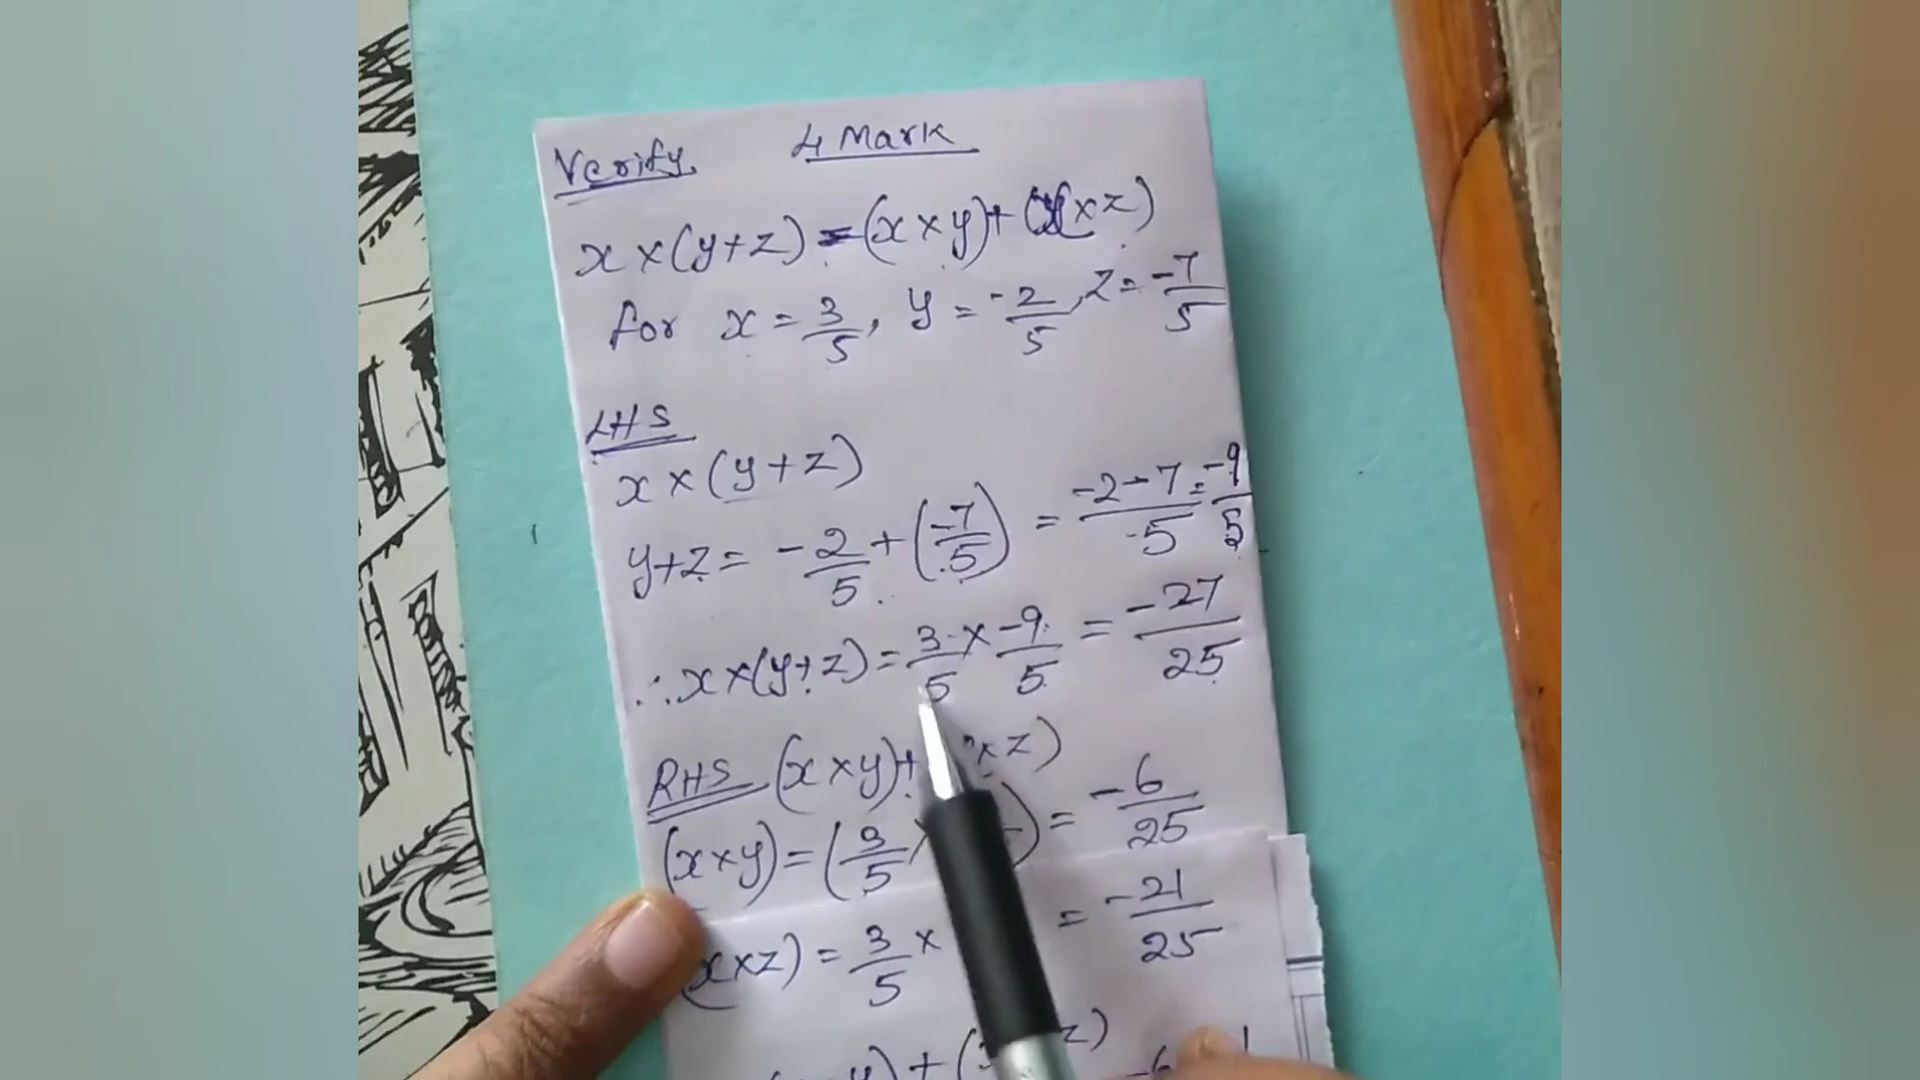 Verify 4 Mark
x × (y+z) = (x × y) + (x × z)
for x = 3/5, y = -2/5, z = -7/5
LHS
x × (y+z)
y+z = -2/5 + (-7/5) = -2-7/5 = -9/5
∴ x × (y+z) = 3/5 × -9/5 = -27/25
RHS (x × y) + × z)
(x × y) = (3/5 ) = -6/25
x × z) = 3/5 × = -21/25
y) + ( z) -6